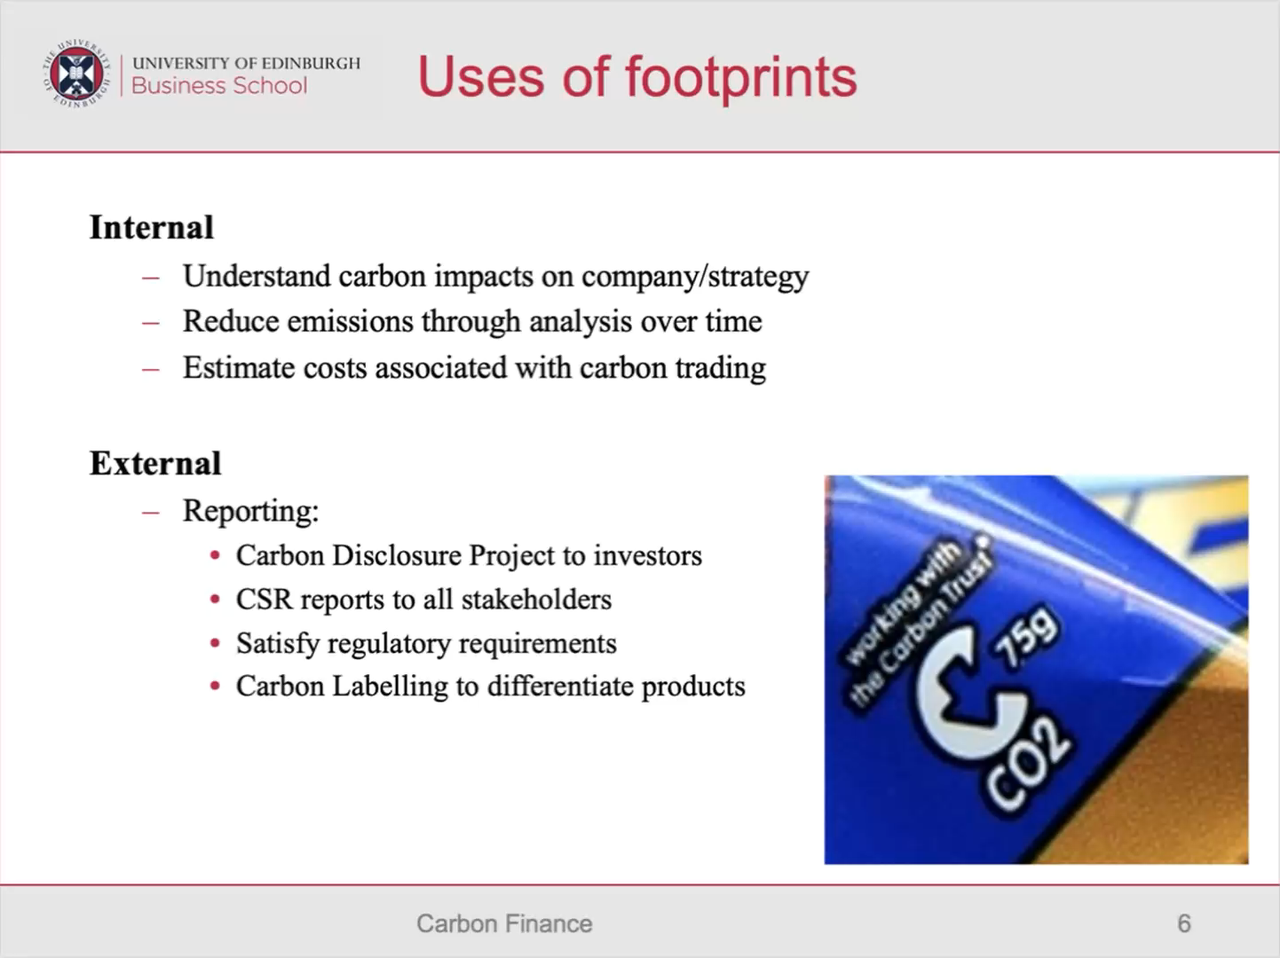 THE UNIVERSITY OF EDINBURGH
UNIVERSITY OF EDINBURGH
Business School
Uses of footprints
Internal
– Understand carbon impacts on company/strategy
– Reduce emissions through analysis over time
– Estimate costs associated with carbon trading
External
– Reporting:
• Carbon Disclosure Project to investors
• CSR reports to all stakeholders
• Satisfy regulatory requirements
• Carbon Labelling to differentiate products
working with
the Carbon Trust
75g
CO2
Carbon Finance
6